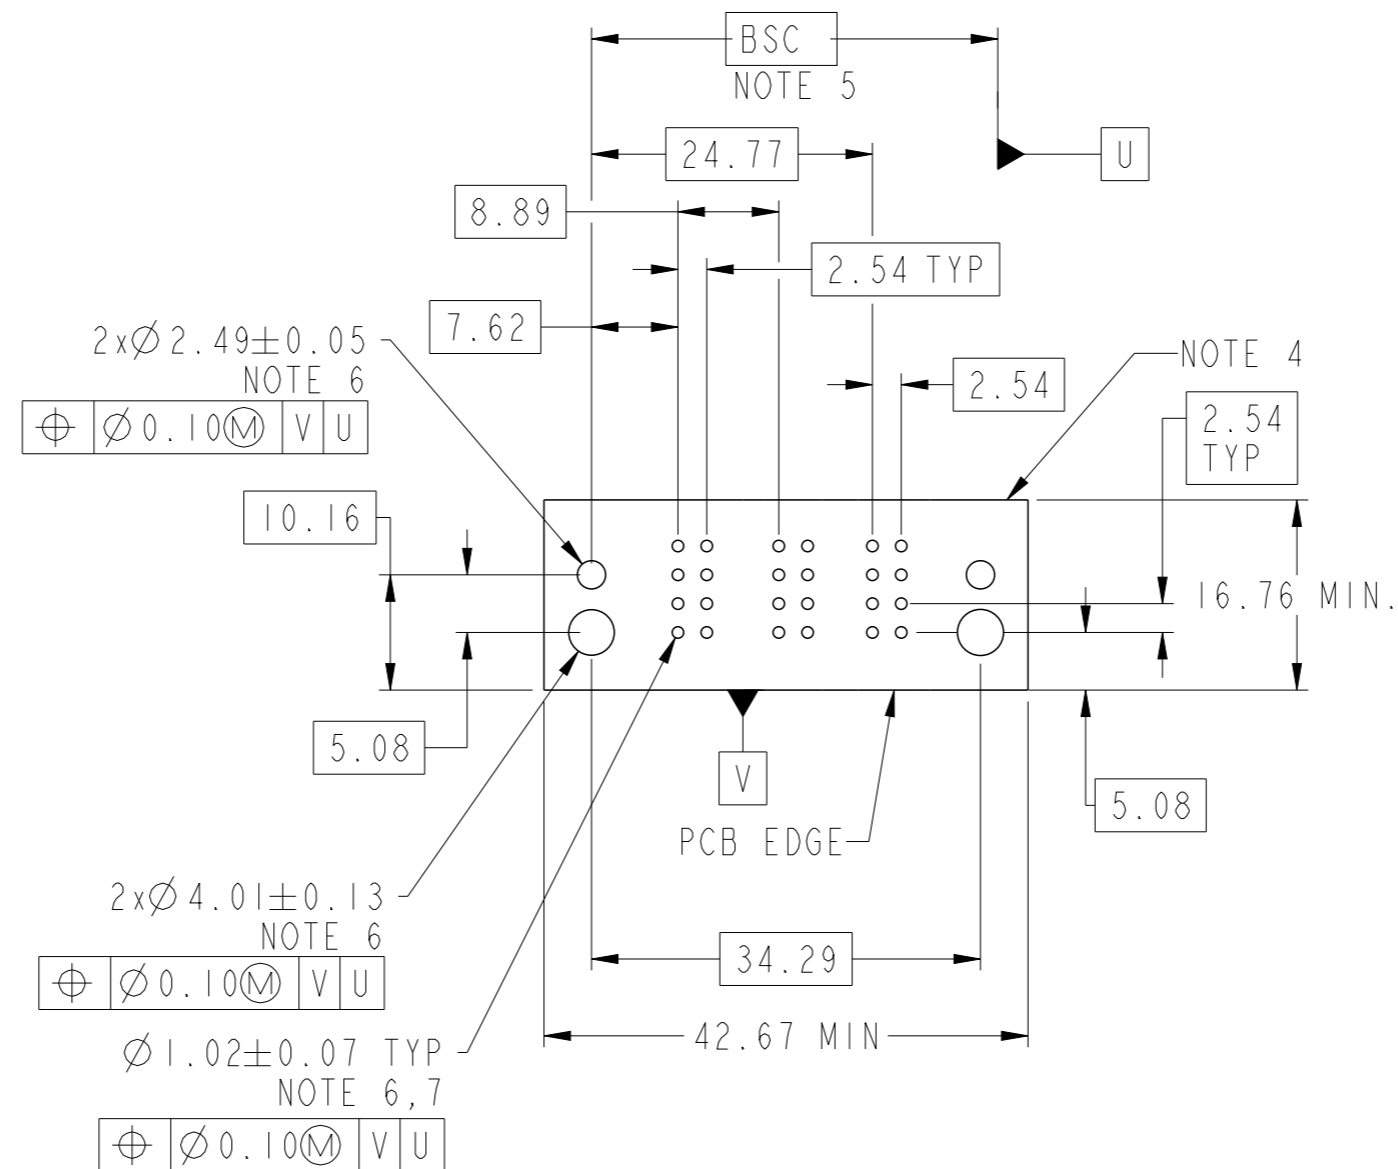 BSC
NOTE 5
24.77
U
8.89
2.54 TYP
7.62
2x∅2.49±0.05
NOTE 6
⌖ ∅0.10Ⓜ V U
NOTE 4
2.54
2.54
TYP
10.16
16.76 MIN.
5.08
V
5.08
PCB EDGE
2x∅4.01±0.13
NOTE 6
⌖ ∅0.10Ⓜ V U
34.29
42.67 MIN
∅1.02±0.07 TYP
NOTE 6,7
⌖ ∅0.10Ⓜ V U